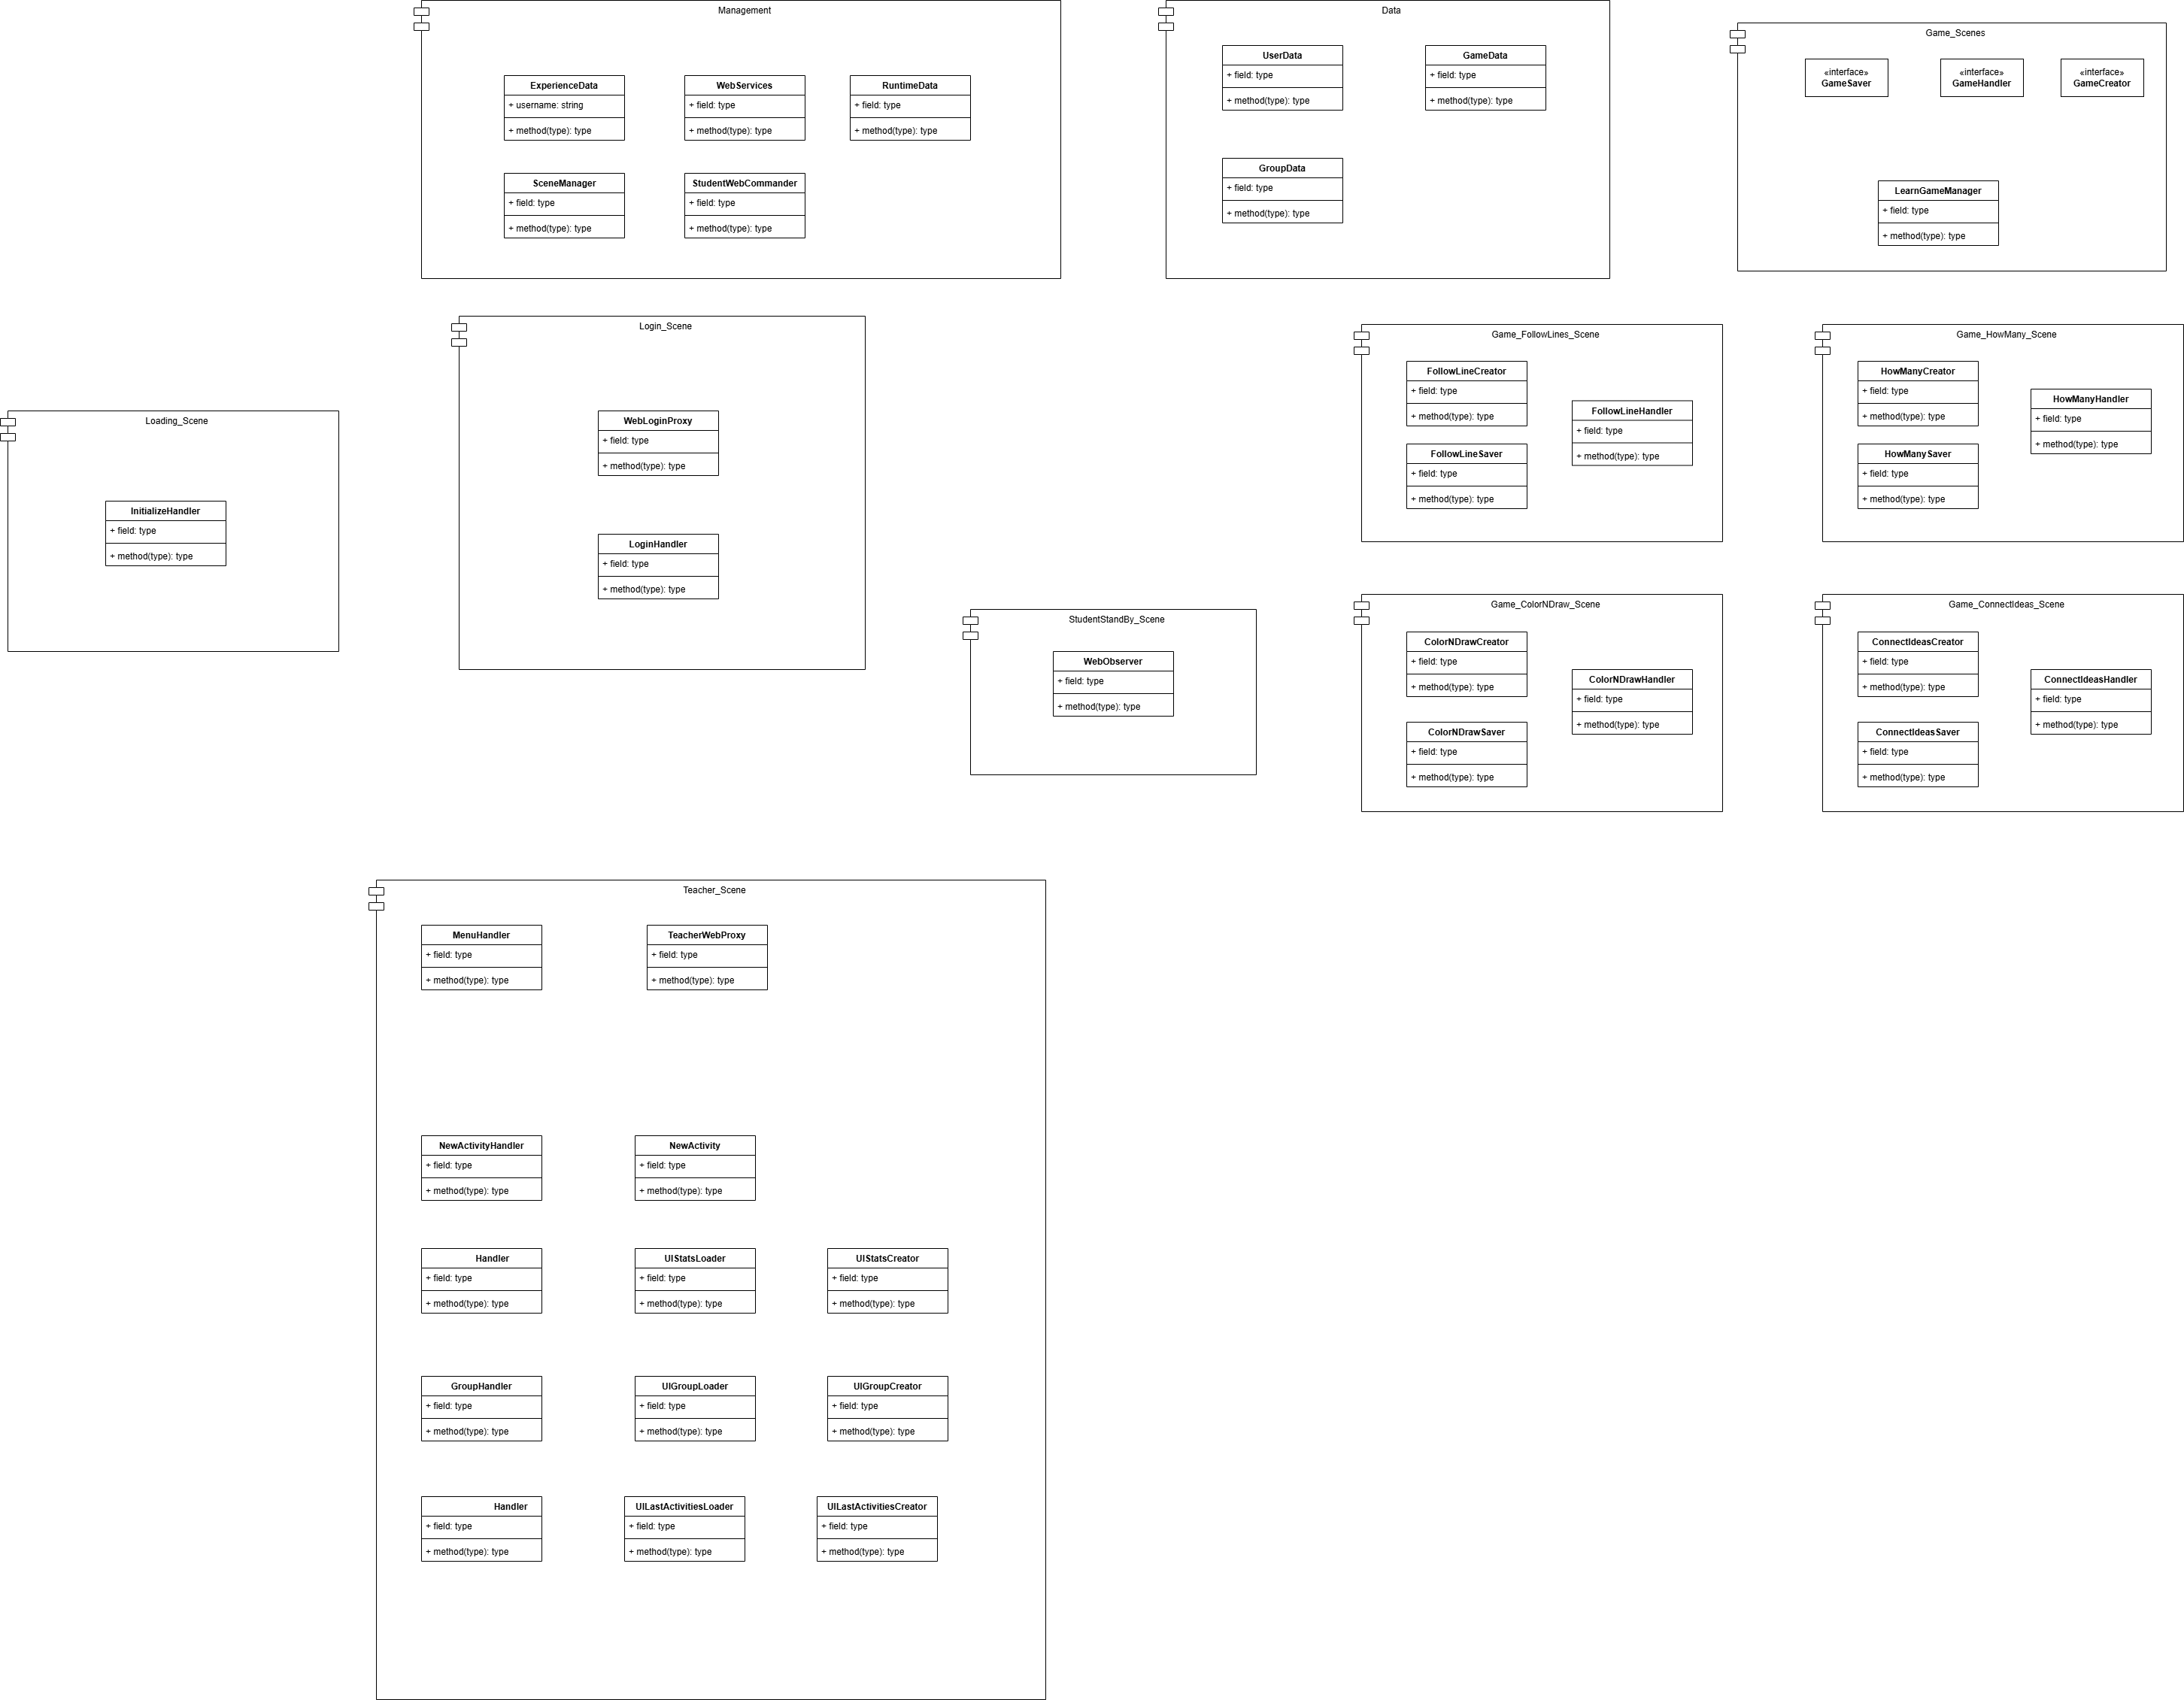 Management
ExperienceData
+ username: string
+ method(type): type
WebServices
+ field: type
+ method(type): type
RuntimeData
+ field: type
+ method(type): type
SceneManager
+ field: type
+ method(type): type
StudentWebCommander
+ field: type
+ method(type): type
Data
UserData
+ field: type
+ method(type): type
GameData
+ field: type
+ method(type): type
GroupData
+ field: type
+ method(type): type
Game_Scenes
«interface»
GameSaver
«interface»
GameHandler
«interface»
GameCreator
LearnGameManager
+ field: type
+ method(type): type
Loading_Scene
InitializeHandler
+ field: type
+ method(type): type
Login_Scene
WebLoginProxy
+ field: type
+ method(type): type
LoginHandler
+ field: type
+ method(type): type
StudentStandBy_Scene
WebObserver
+ field: type
+ method(type): type
Game_FollowLines_Scene
FollowLineCreator
+ field: type
+ method(type): type
FollowLineHandler
+ field: type
+ method(type): type
FollowLineSaver
+ field: type
+ method(type): type
Game_HowMany_Scene
HowManyCreator
+ field: type
+ method(type): type
HowManyHandler
+ field: type
+ method(type): type
HowManySaver
+ field: type
+ method(type): type
Game_ColorNDraw_Scene
ColorNDrawCreator
+ field: type
+ method(type): type
ColorNDrawHandler
+ field: type
+ method(type): type
ColorNDrawSaver
+ field: type
+ method(type): type
Game_ConnectIdeas_Scene
ConnectIdeasCreator
+ field: type
+ method(type): type
ConnectIdeasHandler
+ field: type
+ method(type): type
ConnectIdeasSaver
+ field: type
+ method(type): type
Teacher_Scene
MenuHandler
+ field: type
+ method(type): type
TeacherWebProxy
+ field: type
+ method(type): type
NewActivityHandler
+ field: type
+ method(type): type
NewActivity
+ field: type
+ method(type): type
Handler
+ field: type
+ method(type): type
UIStatsLoader
+ field: type
+ method(type): type
UIStatsCreator
+ field: type
+ method(type): type
GroupHandler
+ field: type
+ method(type): type
UIGroupLoader
+ field: type
+ method(type): type
UIGroupCreator
+ field: type
+ method(type): type
Handler
+ field: type
+ method(type): type
UILastActivitiesLoader
+ field: type
+ method(type): type
UILastActivitiesCreator
+ field: type
+ method(type): type